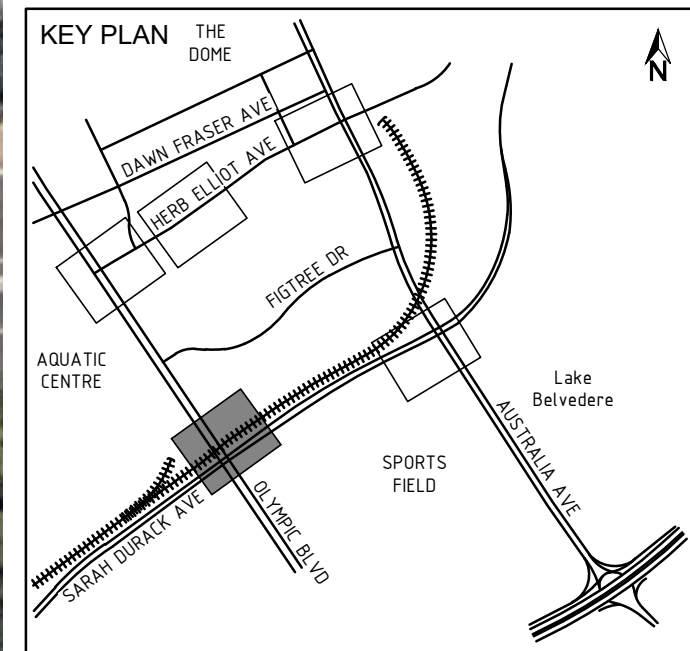 KEY PLAN
THE
DOME
N
DAWN FRASER AVE
HERB ELLIOT AVE
FIGTREE DR
AQUATIC
CENTRE
Lake
Belvedere
AUSTRALIA AVE
SPORTS
FIELD
OLYMPIC BLVD
SARAH DURACK AVE